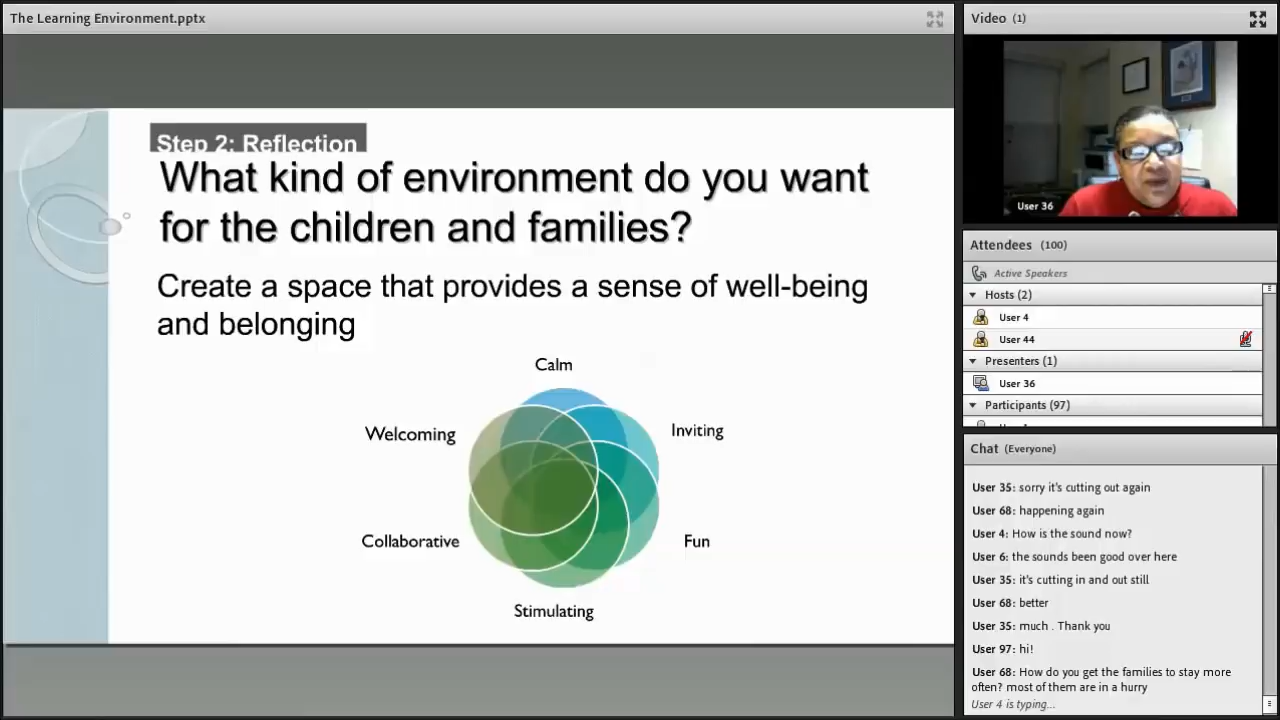 The Learning Environment.pptx
Step 2: Reflection
What kind of environment do you want
for the children and families?
Create a space that provides a sense of well-being
and belonging
Calm
Welcoming
Inviting
Collaborative
Fun
Stimulating
Video (1)
User 36
Attendees (100)
Active Speakers
Hosts (2)
User 4
User 44
Presenters (1)
User 36
Participants (97)
Chat (Everyone)
User 35: sorry it's cutting out again
User 68: happening again
User 4: How is the sound now?
User 6: the sounds been good over here
User 35: it's cutting in and out still
User 68: better
User 35: much . Thank you
User 97: hi!
User 68: How do you get the families to stay more
often? most of them are in a hurry
User 4 is typing...